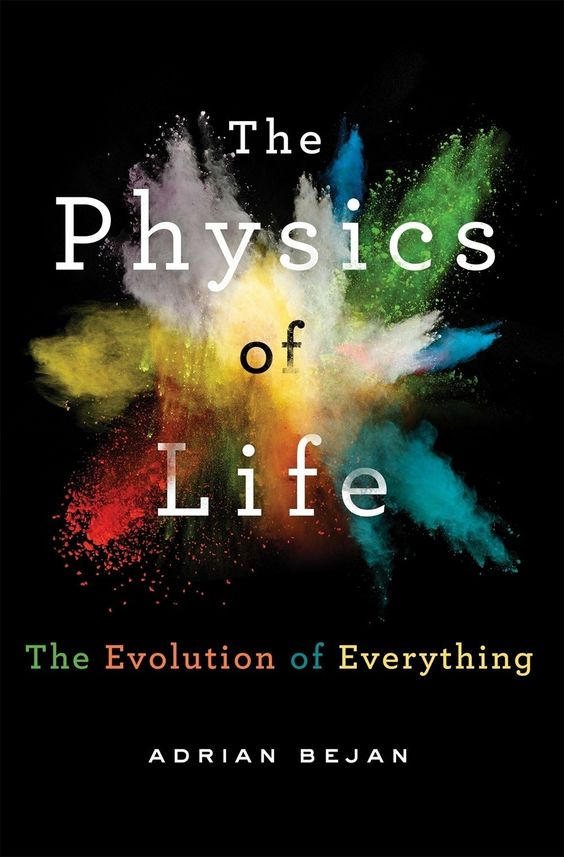 The
Physics
of
Life
The Evolution of Everything
ADRIAN BEJAN